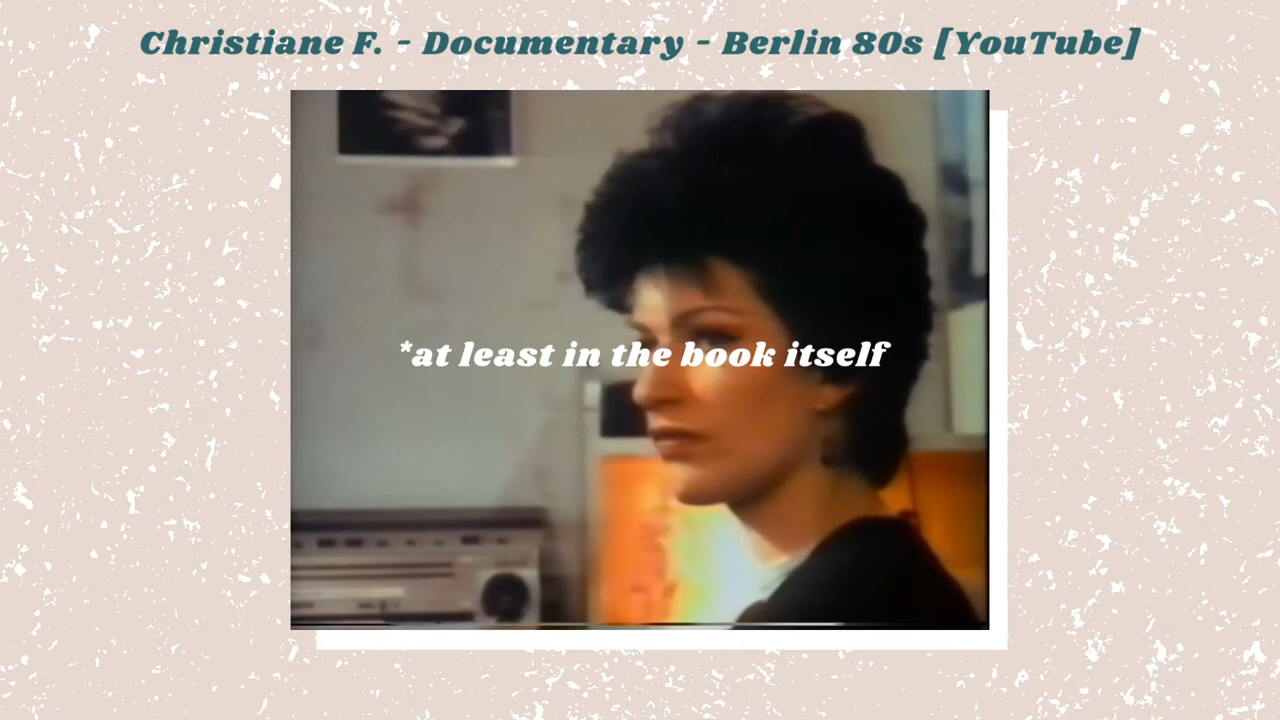 Christiane F. - Documentary - Berlin 80s [YouTube]
*at least in the book itself